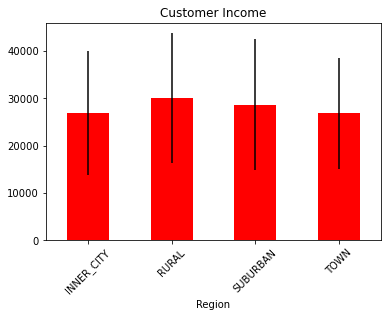 Customer Income
40000
30000
20000
10000
0
INNER_CITY
RURAL
SUBURBAN
TOWN
Region